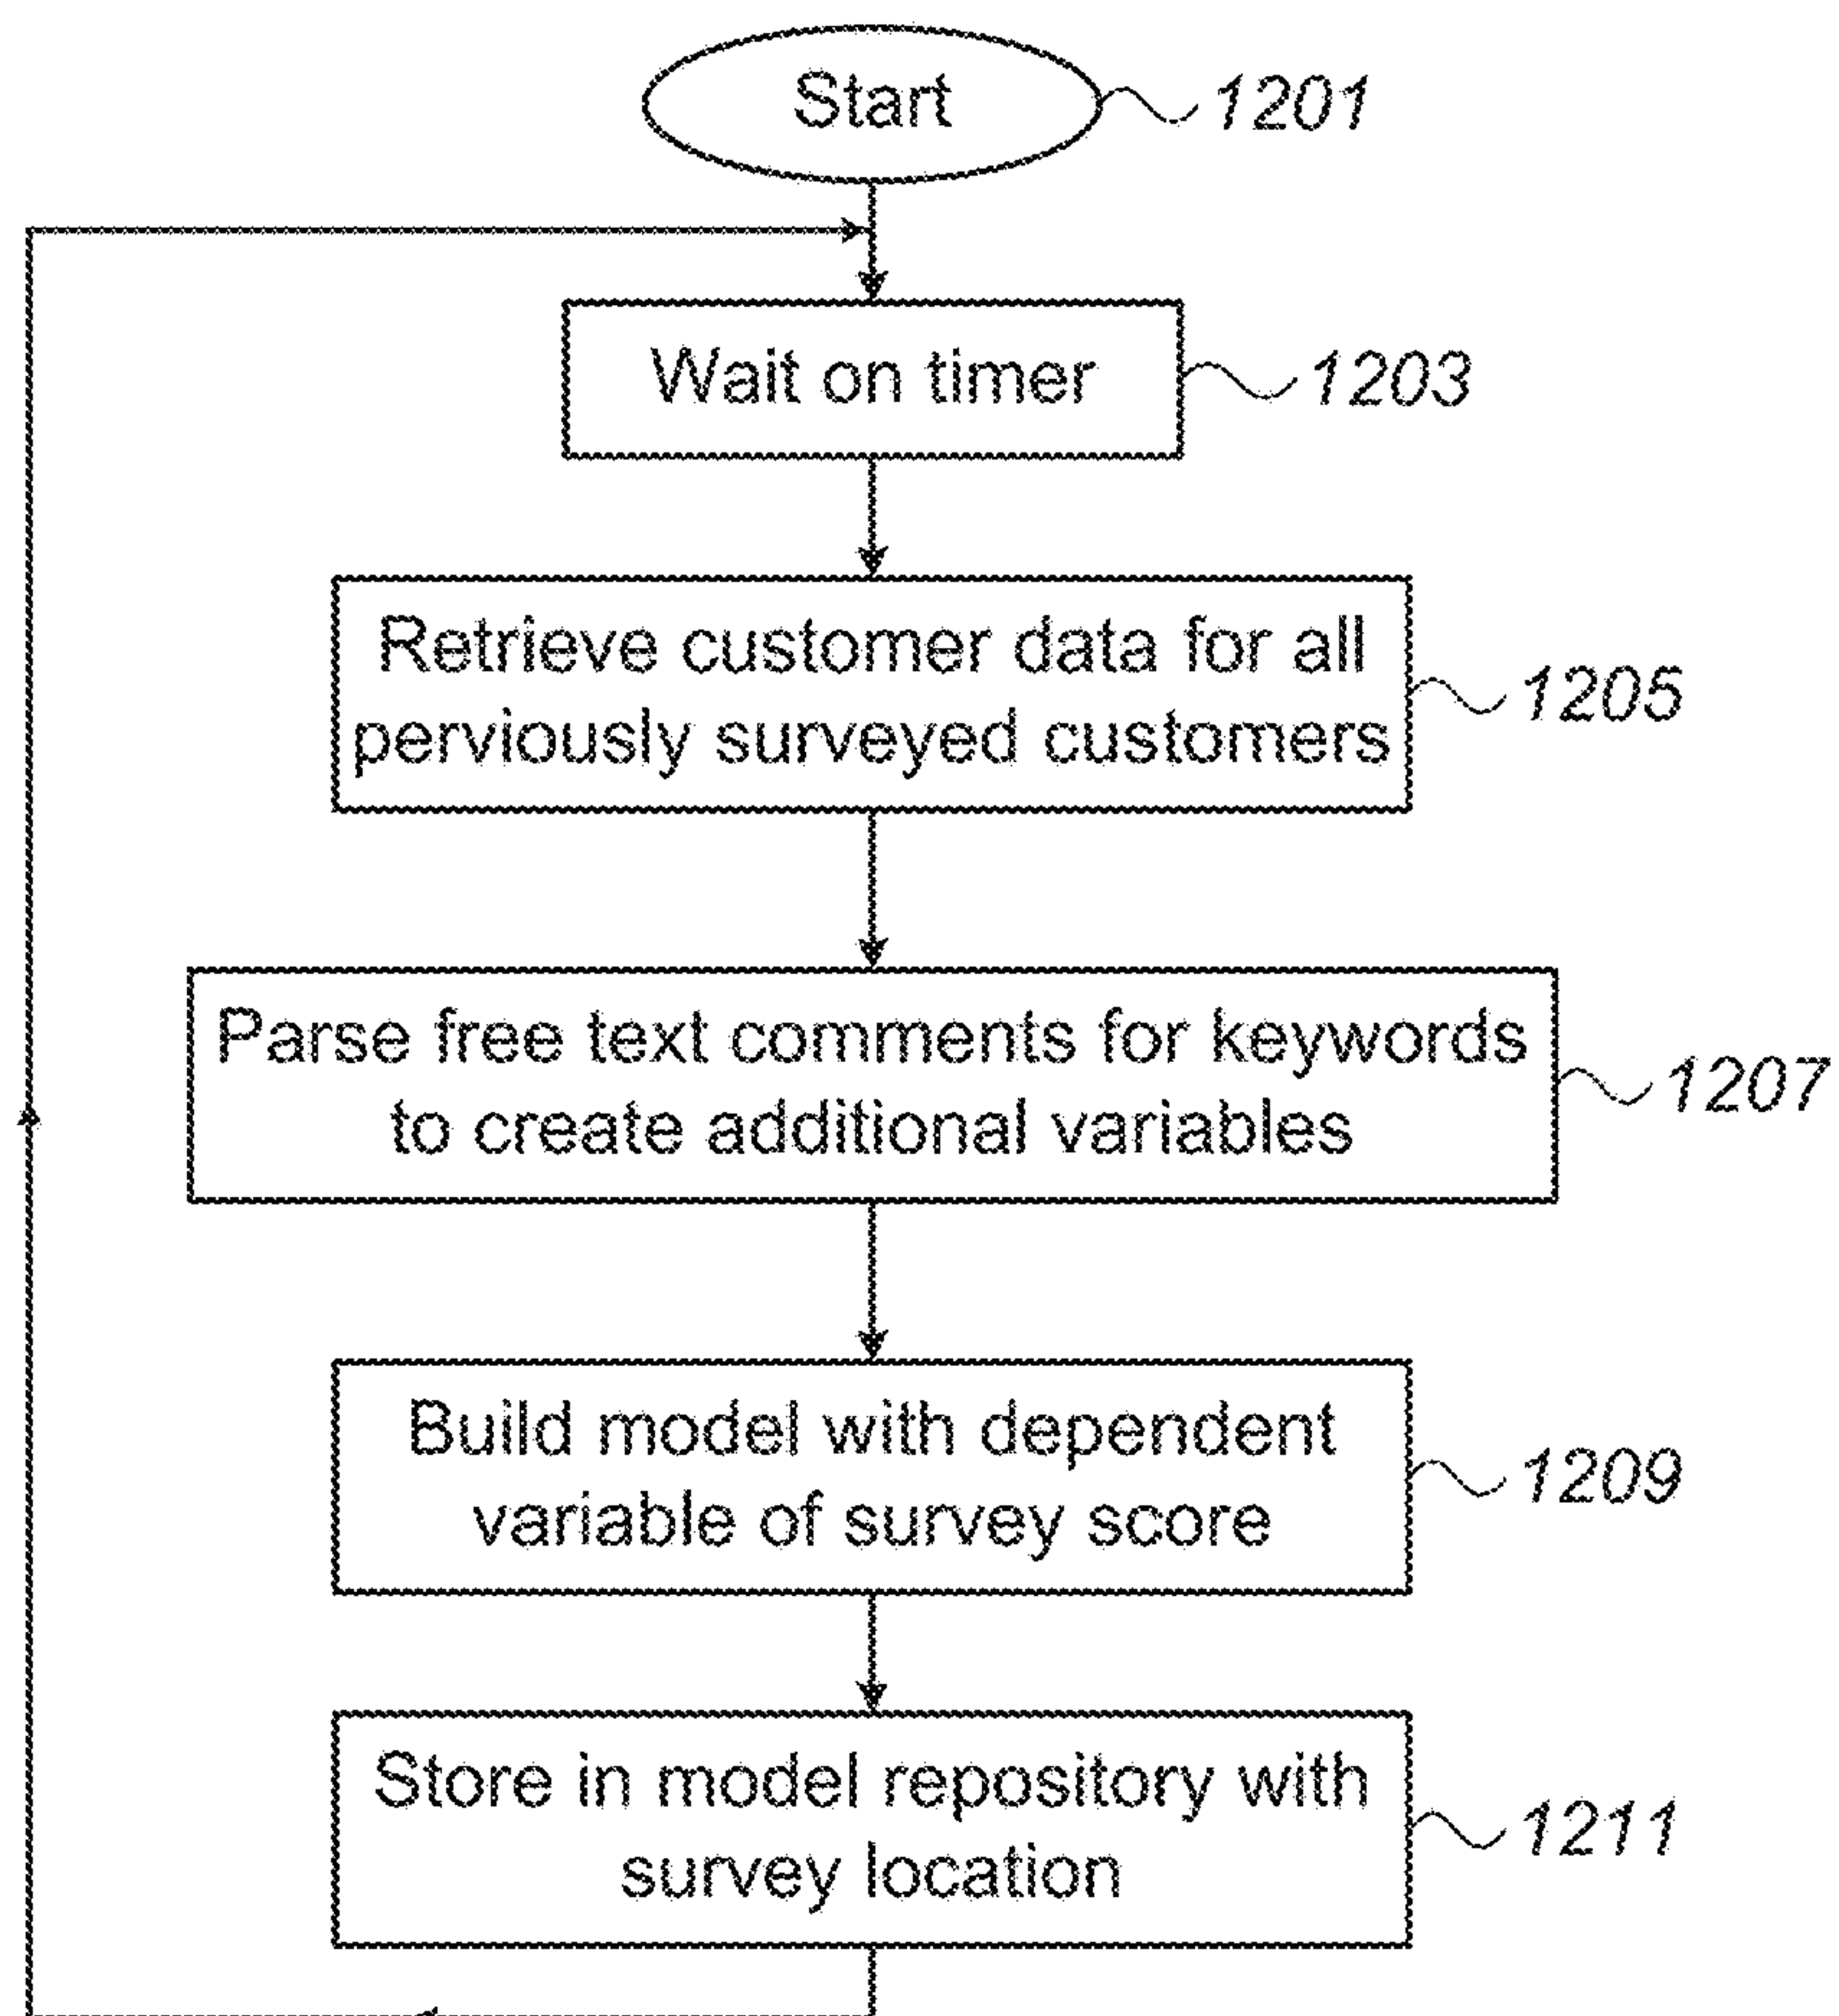 Start
1201
Wait on timer
1203
Retrieve customer data for all
perviously surveyed customers
1205
Parse free text comments for keywords
to create additional variables
1207
Build model with dependent
variable of survey score
1209
Store in model repository with
survey location
1211